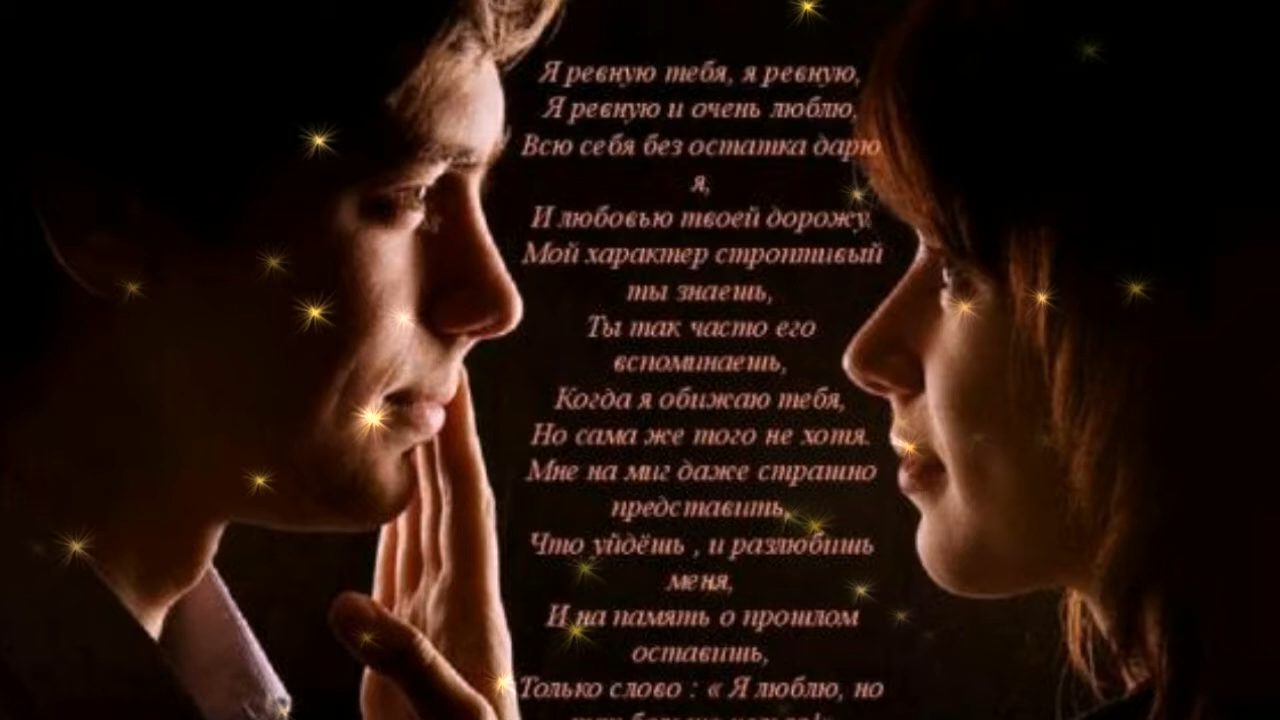 Я ревную тебя, я ревную,
Я ревную и очень люблю,
Всю себя без остатка дарю
я,
И любовью твоей дорожу.
Мой характер строптивый
ты знаешь,
Ты так часто его
вспоминаешь,
Когда я обижаю тебя,
Но сама же того не хотя.
Мне на миг даже страшно
представить,
Что уйдёшь , и разлюбишь
меня,
И на память о прошлом
оставишь,
Только слово : « Я люблю, но